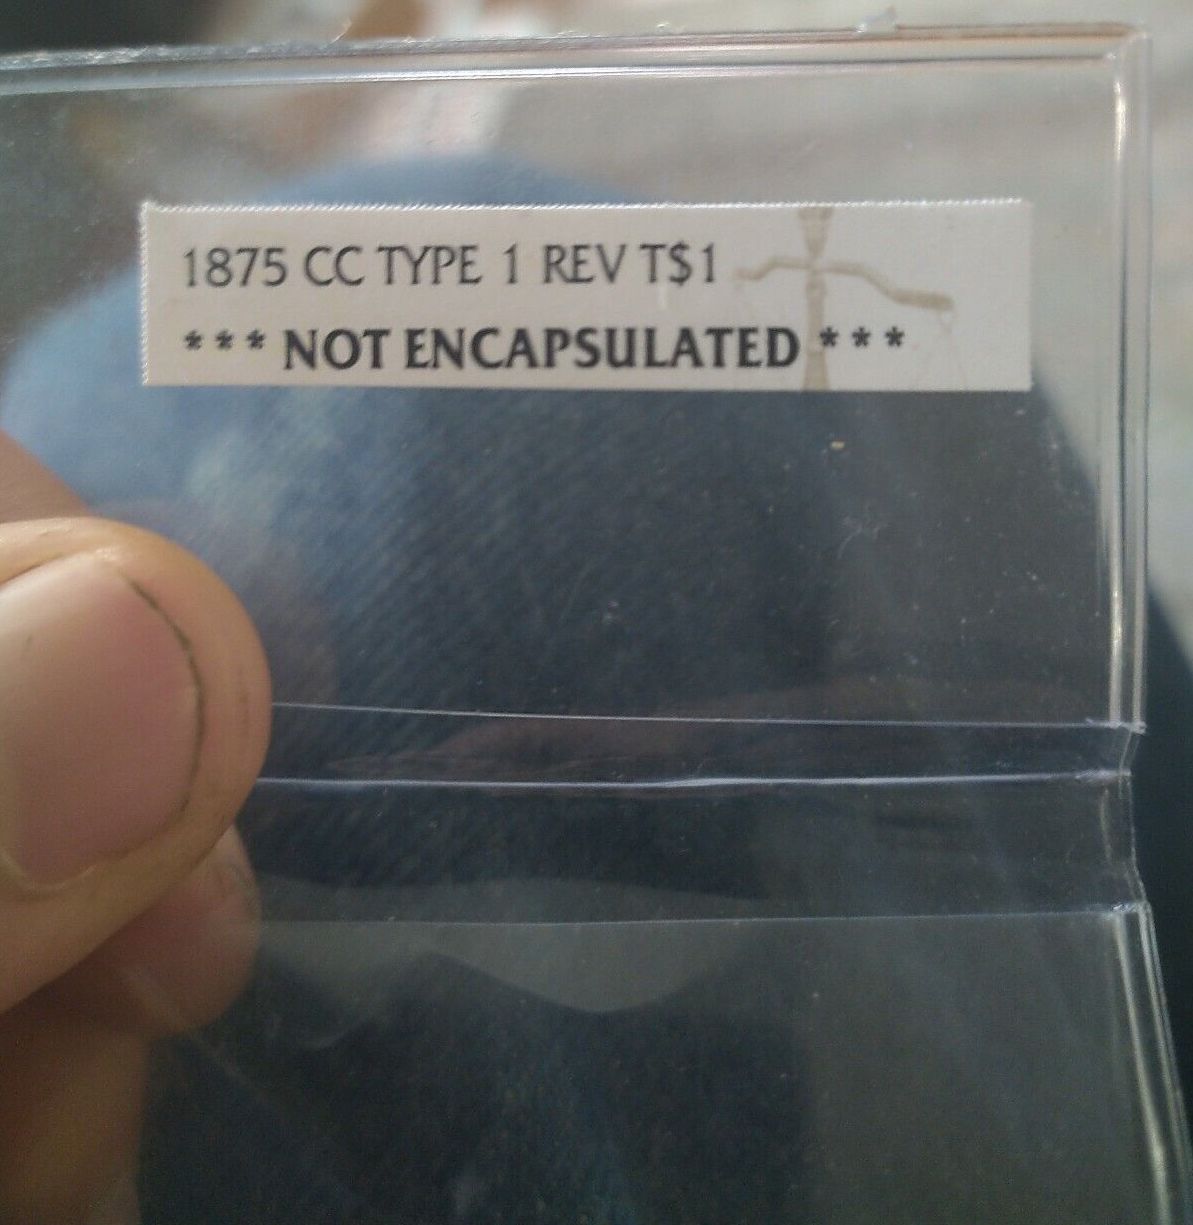 1875 CC TYPE 1 REV T$1
*** NOT ENCAPSULATED ***